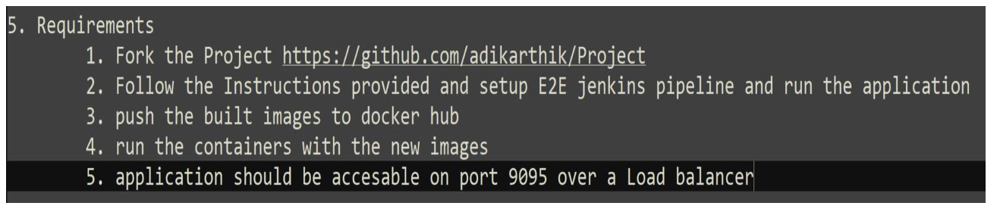 5. Requirements
1. Fork the Project https://github.com/adikarthik/Project
2. Follow the Instructions provided and setup E2E jenkins pipeline and run the application
3. push the built images to docker hub
4. run the containers with the new images
5. application should be accesable on port 9095 over a Load balancer